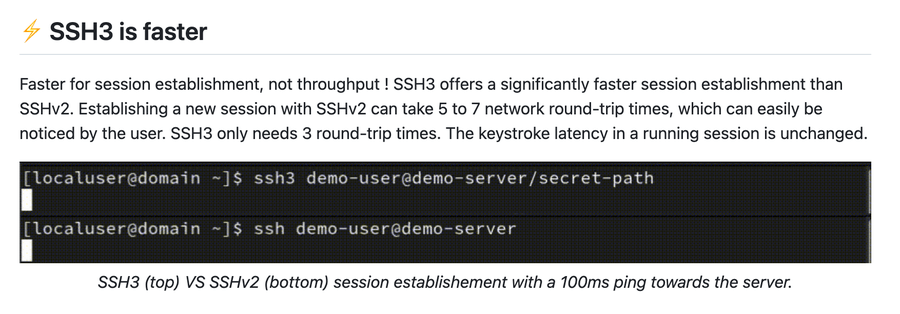 ⚡ SSH3 is faster
Faster for session establishment, not throughput ! SSH3 offers a significantly faster session establishment than
SSHv2. Establishing a new session with SSHv2 can take 5 to 7 network round-trip times, which can easily be
noticed by the user. SSH3 only needs 3 round-trip times. The keystroke latency in a running session is unchanged.
[localuser@domain ~]$ ssh3 demo-user@demo-server/secret-path
[localuser@domain ~]$ ssh demo-user@demo-server
SSH3 (top) VS SSHv2 (bottom) session establishement with a 100ms ping towards the server.